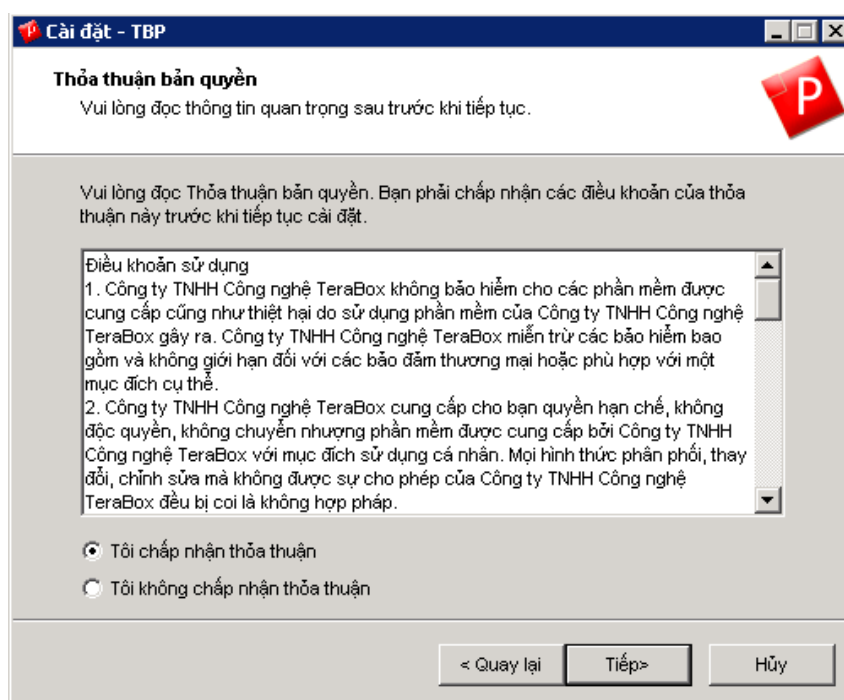 Cài đặt - TBP
Thỏa thuận bản quyền
Vui lòng đọc thông tin quan trọng sau trước khi tiếp tục.
P
Vui lòng đọc Thỏa thuận bản quyền. Bạn phải chấp nhận các điều khoản của thỏa
thuận này trước khi tiếp tục cài đặt.
Điều khoản sử dụng
1. Công ty TNHH Công nghệ TeraBox không bảo hiểm cho các phần mềm được
cung cấp cũng như thiệt hại do sử dụng phần mềm của Công ty TNHH Công nghệ
TeraBox gây ra. Công ty TNHH Công nghệ TeraBox miễn trừ các bảo hiểm bao
gồm và không giới hạn đối với các bảo đảm thương mại hoặc phù hợp với một
mục đích cụ thể.
2. Công ty TNHH Công nghệ TeraBox cung cấp cho bạn quyền hạn chế, không
độc quyền, không chuyển nhượng phần mềm được cung cấp bởi Công ty TNHH
Công nghệ TeraBox với mục đích sử dụng cá nhân. Mọi hình thức phân phối, thay
đổi, chỉnh sửa mà không được sự cho phép của Công ty TNHH Công nghệ
TeraBox đều bị coi là không hợp pháp.
Tôi chấp nhận thỏa thuận
Tôi không chấp nhận thỏa thuận
< Quay lại
Tiếp>
Hủy